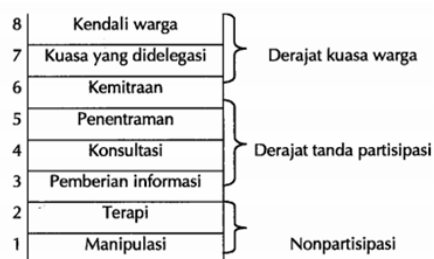 8 Kendali warga
7 Kuasa yang didelegasi Derajat kuasa warga
6 Kemitraan
5 Penentraman
4 Konsultasi Derajat tanda partisipasi
3 Pemberian informasi
2 Terapi
1 Manipulasi Nonpartisipasi